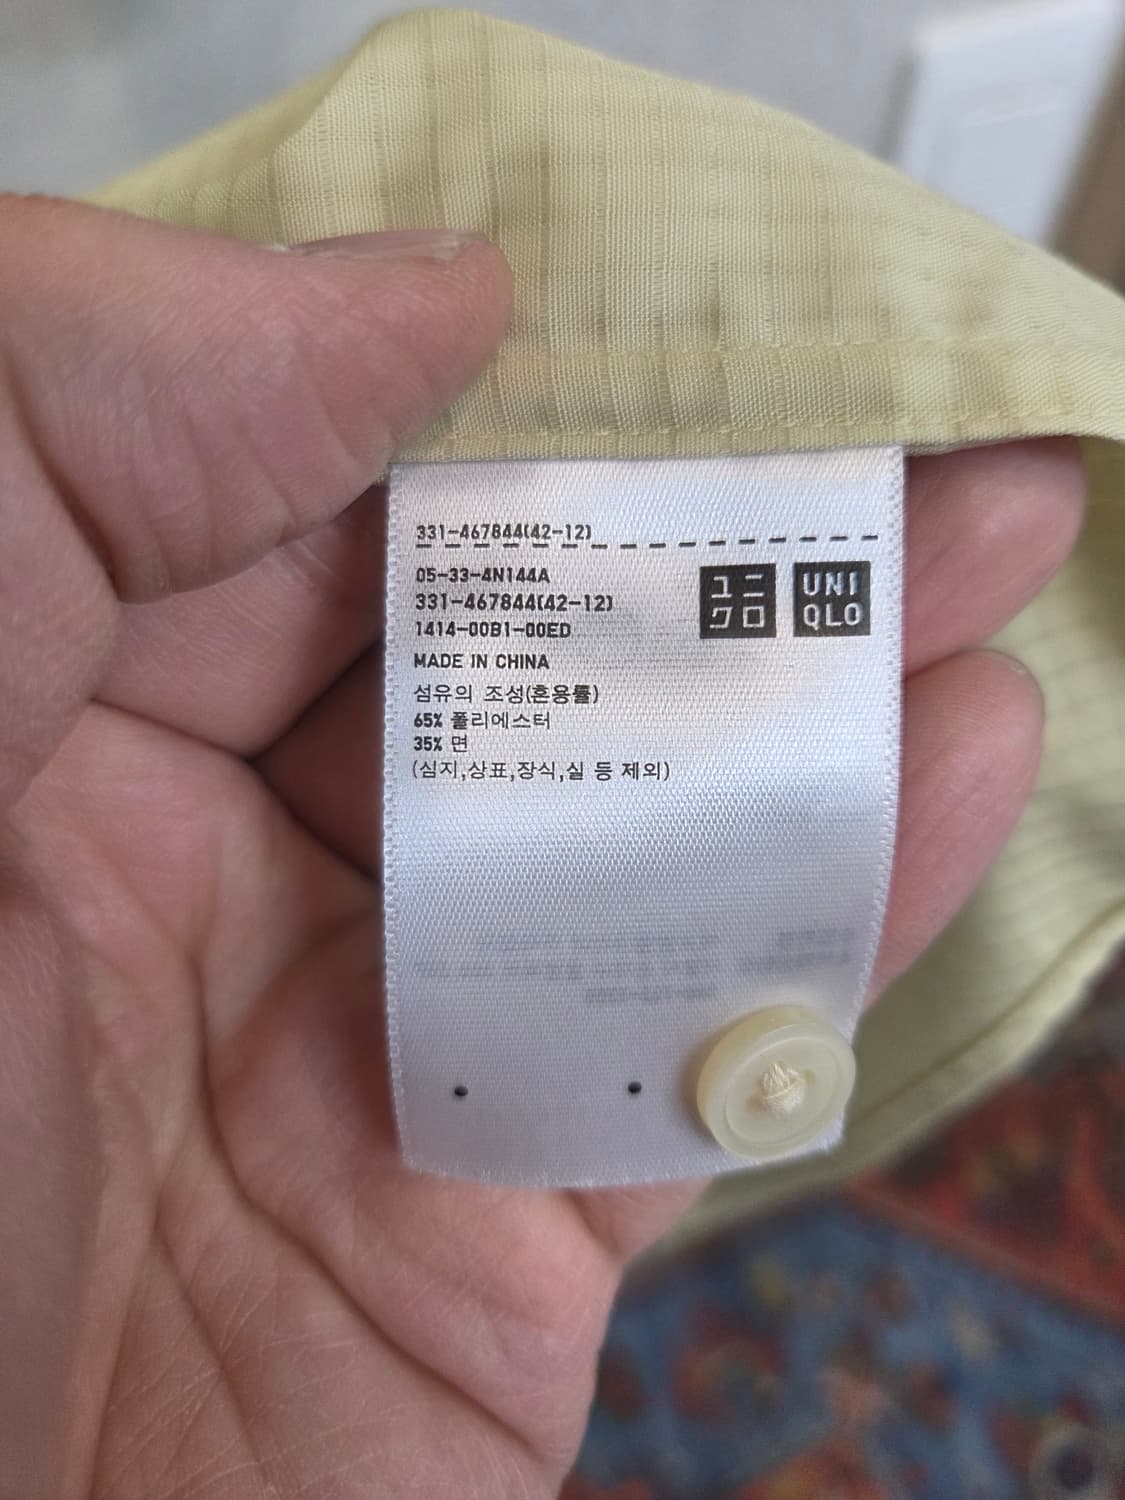 331-467844(42-12)
05-33-4N144A
331-467844(42-12)
1414-00B1-00ED
MADE IN CHINA
섬유의 조성(혼용률)
65% 폴리에스터
35% 면
(심지,상표,장식,실 등 제외)
ユニ
クロ
UNI
QLO